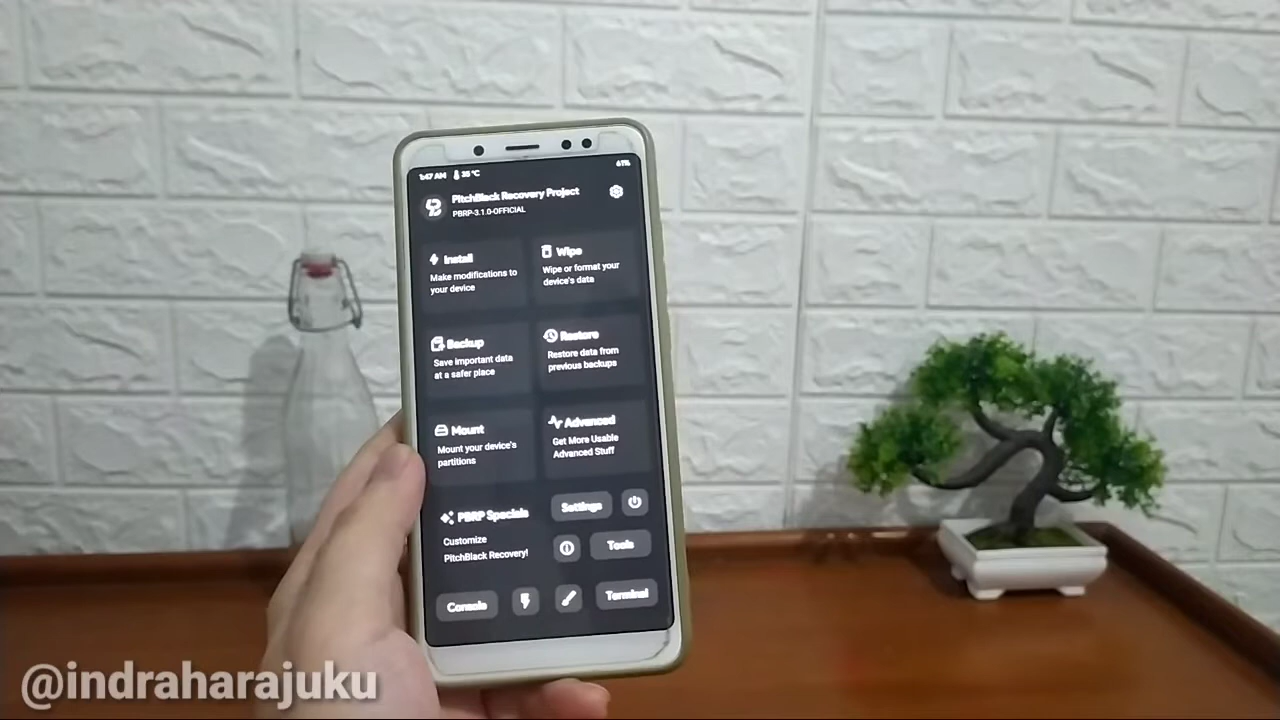 1:47 AM 35 °C 61%
PitchBlack Recovery Project
PBRP-3.1.0-OFFICIAL
Install
Make modifications to
your device
Wipe
Wipe or format your
device's data
Backup
Save important data
at a safer place
Restore
Restore data from
previous backups
Mount
Mount your device's
partitions
Advanced
Get More Usable
Advanced Stuff
PBRP Specials
Customize
PitchBlack Recovery!
Settings
Tools
Console
Terminal
@indraharajuku